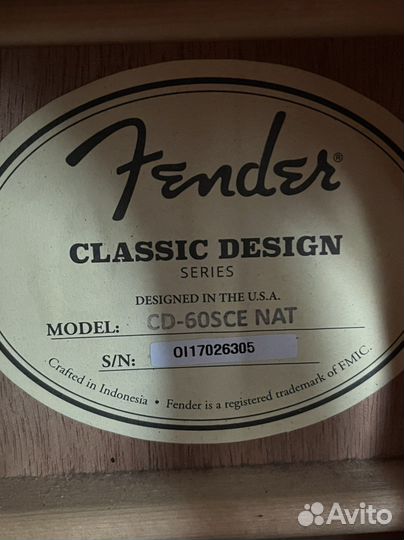 Fender®
CLASSIC DESIGN
SERIES
DESIGNED IN THE U.S.A.
MODEL: CD-60SCE NAT
S/N: OI17026305
Crafted in Indonesia • Fender is a registered trademark of FMIC.
Avito